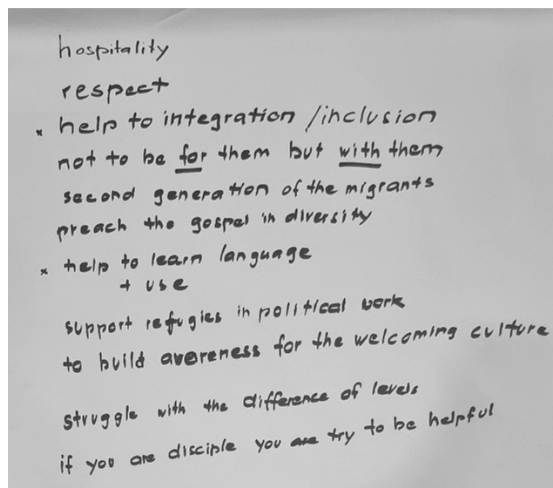 hospitality
respect
* help to integration /inclusion
not to be for them but with them
second generation of the migrants
preach the gospel in diversity
* help to learn language
+ use
support refugies in political work
to build avareness for the welcoming culture
struggle with the difference of levels
if you are disciple you are try to be helpful